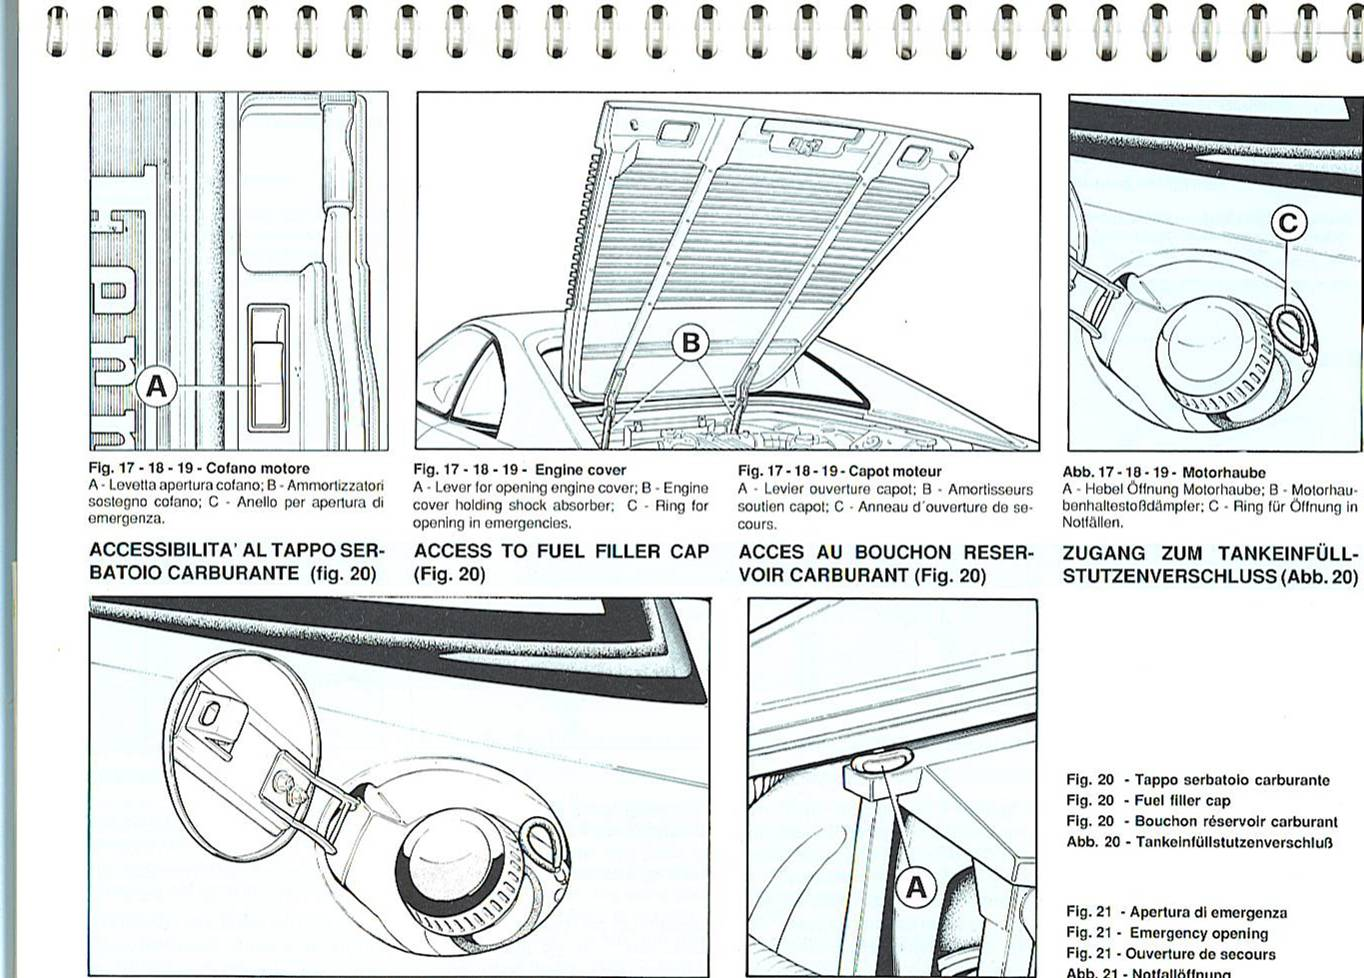 A
B
C
Fig. 17 - 18 - 19 - Cofano motore
A - Levetta apertura cofano; B - Ammortizzatori
sostegno cofano; C - Anello per apertura di
emergenza.
Fig. 17 - 18 - 19 - Engine cover
A - Lever for opening engine cover; B - Engine
cover holding shock absorber; C - Ring for
opening in emergencies.
Fig. 17 - 18 - 19 - Capot moteur
A - Levier ouverture capot; B - Amortisseurs
soutien capot; C - Anneau d'ouverture de se-
cours.
Abb. 17 - 18 - 19 - Motorhaube
A - Hebel Öffnung Motorhaube; B - Motorhau-
benhaltestoßdämpfer; C - Ring für Öffnung in
Notfällen.
ACCESSIBILITA' AL TAPPO SER-
BATOIO CARBURANTE (fig. 20)
ACCESS TO FUEL FILLER CAP
(Fig. 20)
ACCES AU BOUCHON RESER-
VOIR CARBURANT (Fig. 20)
ZUGANG ZUM TANKEINFÜLL-
STUTZENVERSCHLUSS (Abb. 20)
A
Fig. 20 - Tappo serbatoio carburante
Fig. 20 - Fuel filler cap
Fig. 20 - Bouchon réservoir carburant
Abb. 20 - Tankeinfüllstutzenverschluß
Fig. 21 - Apertura di emergenza
Fig. 21 - Emergency opening
Fig. 21 - Ouverture de secours
Abb. 21 - Notfallöffnung